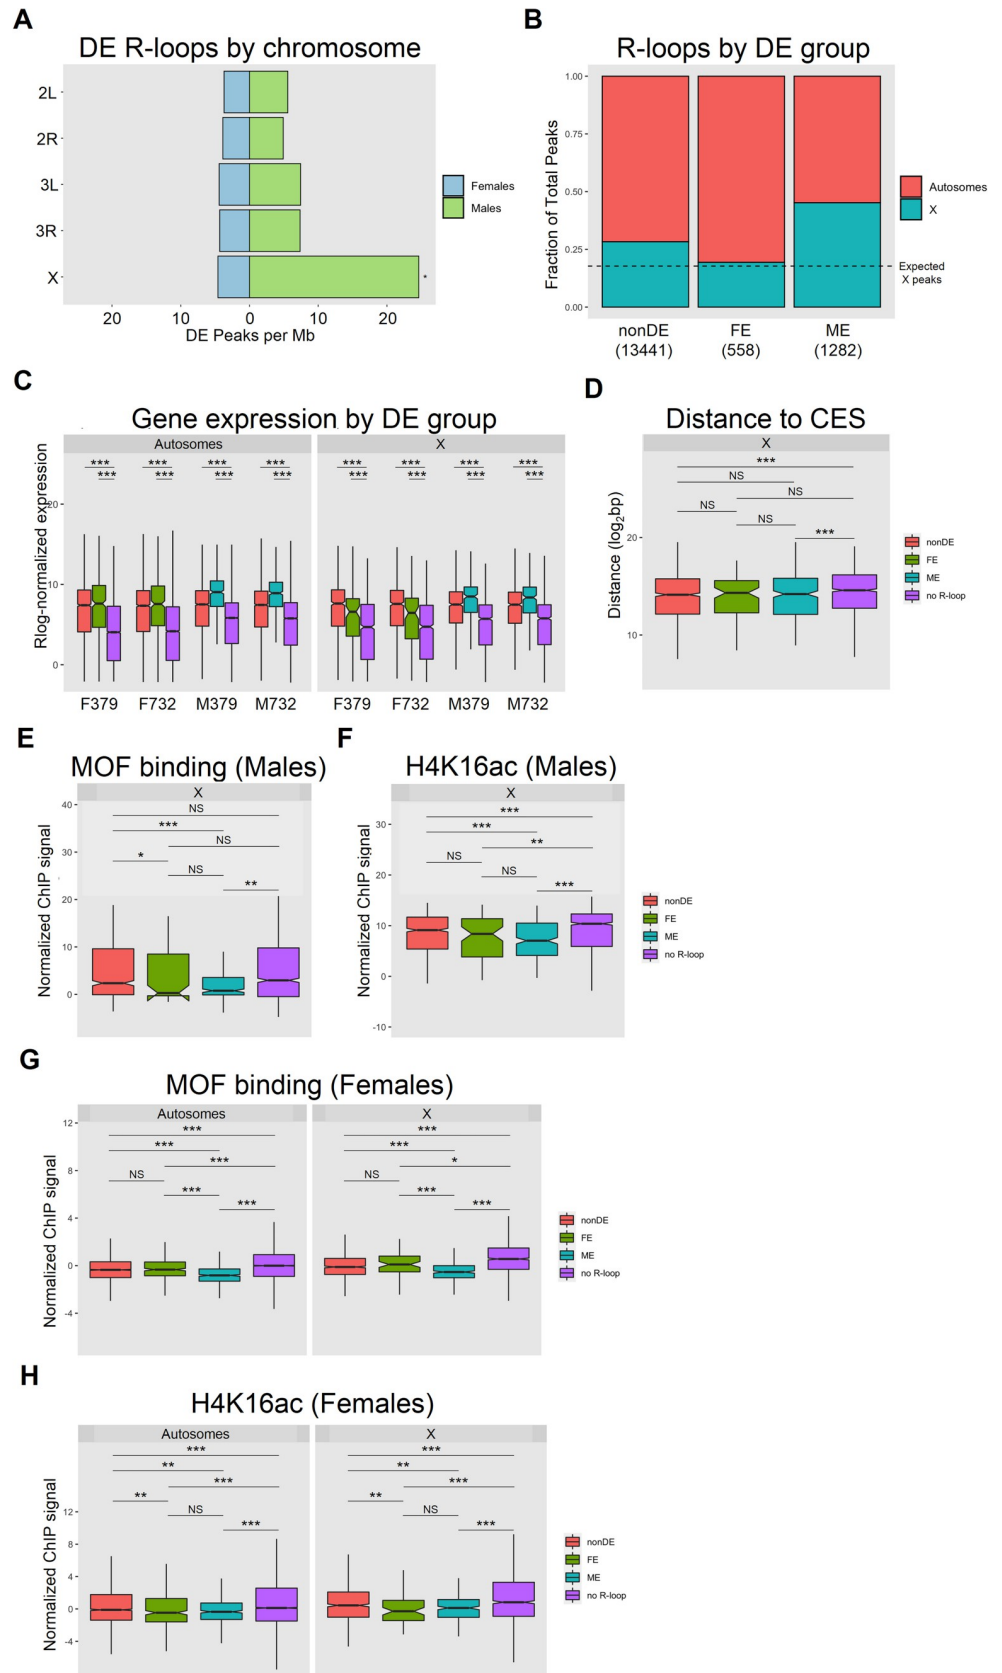 A
DE R-loops by chromosome
2L
2R
3L
3R
X
*
20 10 0 10 20
DE Peaks per Mb
Females
Males
B
R-loops by DE group
Fraction of Total Peaks
1.00
0.75
0.50
0.25
0.00
Expected
X peaks
nonDE FE ME
(13441) (558) (1282)
Autosomes
X
C
Gene expression by DE group
Autosomes X
Rlog-normalized expression
*** *** *** *** *** *** *** ***
*** *** *** *** *** *** *** ***
20
10
0
F379 F732 M379 M732 F379 F732 M379 M732
D
Distance to CES
X
Distance (log2bp)
***
NS
NS
NS
NS
***
20
10
nonDE
FE
ME
no R-loop
E
MOF binding (Males)
X
Normalized ChIP signal
40
30
20
10
0
NS
***
NS
*
NS
**
F
H4K16ac (Males)
X
Normalized ChIP signal
30
20
10
0
-10
***
***
**
NS
NS
***
nonDE
FE
ME
no R-loop
G
MOF binding (Females)
Autosomes X
Normalized ChIP signal
12
8
4
0
-4
*** ***
*** ***
*** *
NS NS
*** ***
*** ***
nonDE
FE
ME
no R-loop
H
H4K16ac (Females)
Autosomes X
Normalized ChIP signal
12
8
4
0
-4
*** ***
** **
*** ***
** **
NS NS
*** ***
nonDE
FE
ME
no R-loop